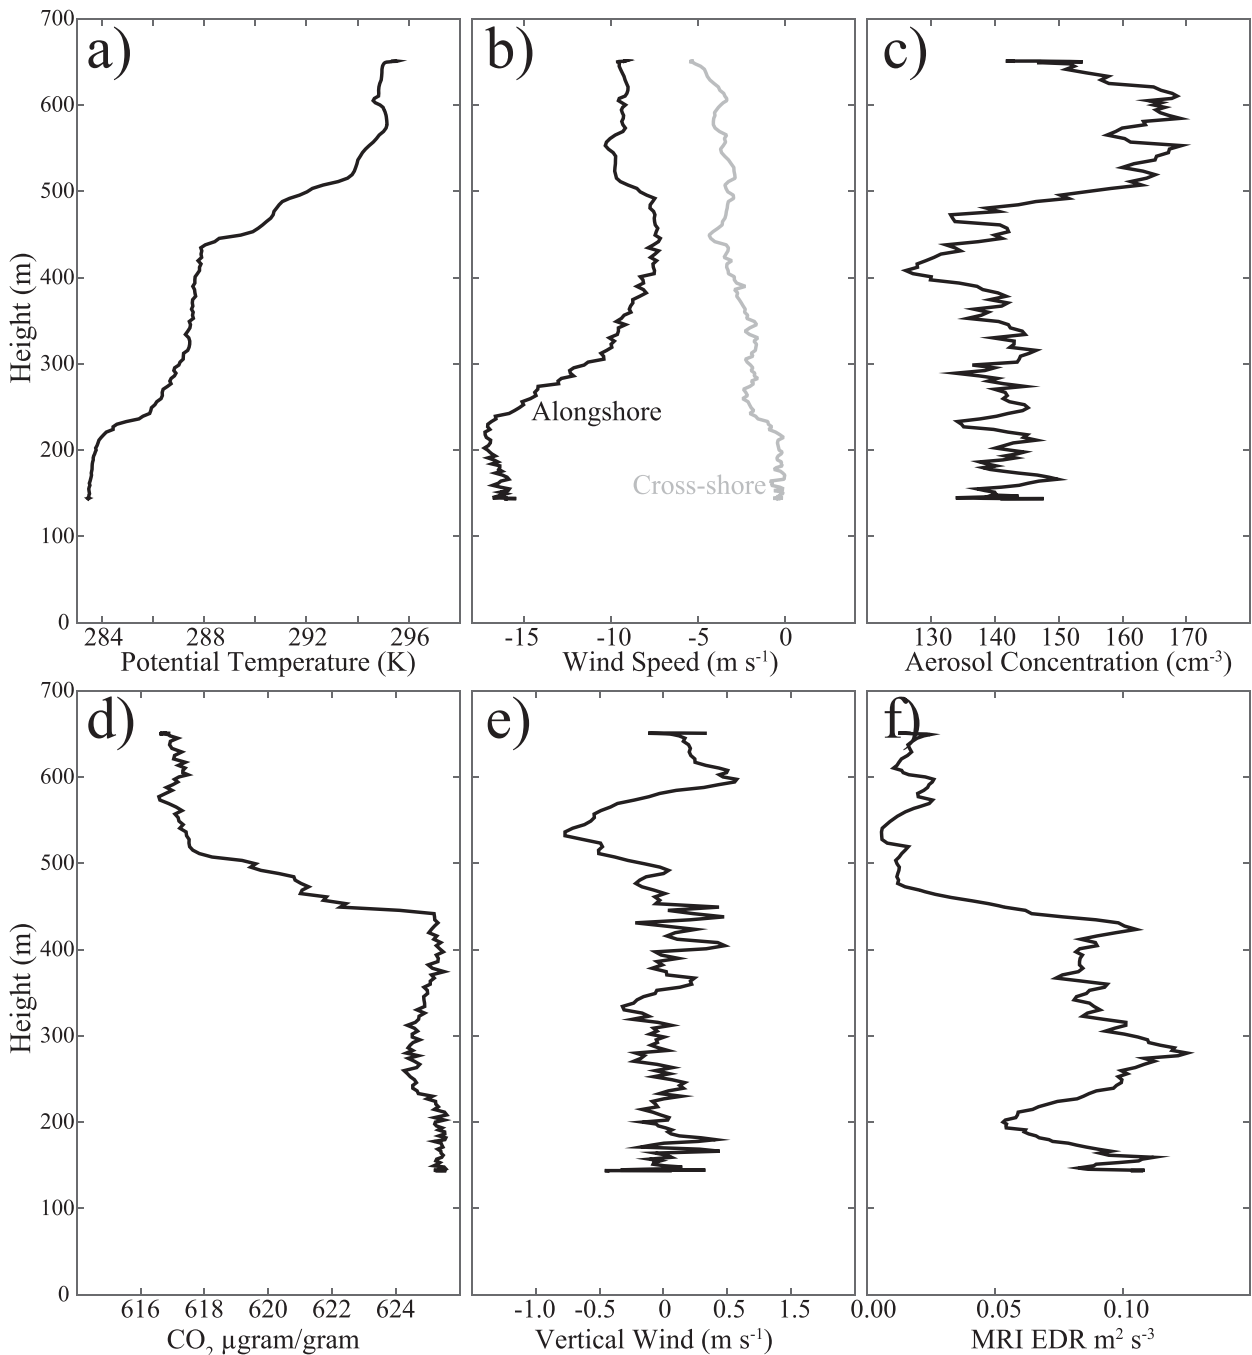 a)
b)
c)
700
600
500
400
300
200
100
0
Height (m)
Alongshore
Cross-shore
284 288 292 296
-15 -10 -5 0
130 140 150 160 170
Potential Temperature (K)
Wind Speed (m s-1)
Aerosol Concentration (cm-3)
d)
e)
f)
700
600
500
400
300
200
100
0
Height (m)
616 618 620 622 624
-1.0 -0.5 0 0.5 1.5
0.00 0.05 0.10
CO2 µgram/gram
Vertical Wind (m s-1)
MRI EDR m2 s-3